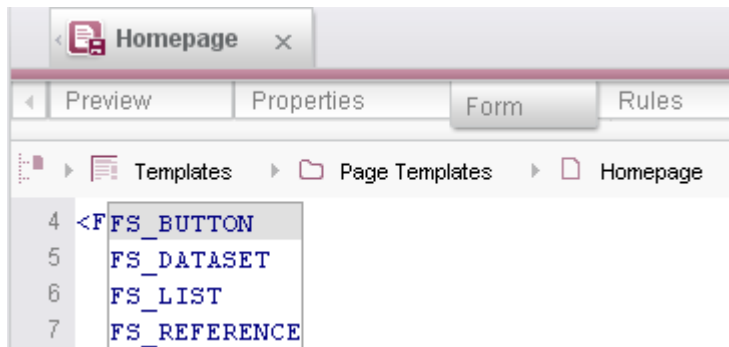 Homepage
Preview Properties Form Rules
Templates Page Templates Homepage
4 <F FS_BUTTON
5 FS_DATASET
6 FS_LIST
7 FS_REFERENCE